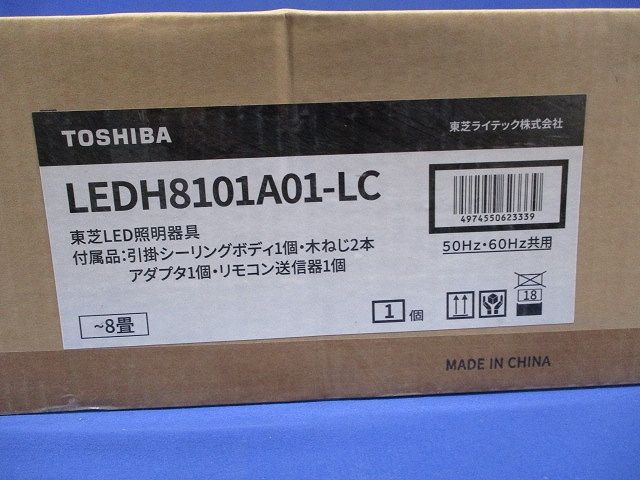 TOSHIBA
東芝ライテック株式会社
LEDH8101A01-LC
4974550623339
東芝LED照明器具
付属品:引掛シーリングボディ1個・木ねじ2本
アダプタ1個・リモコン送信器1個
50Hz・60Hz共用
~8畳
1個
18
MADE IN CHINA